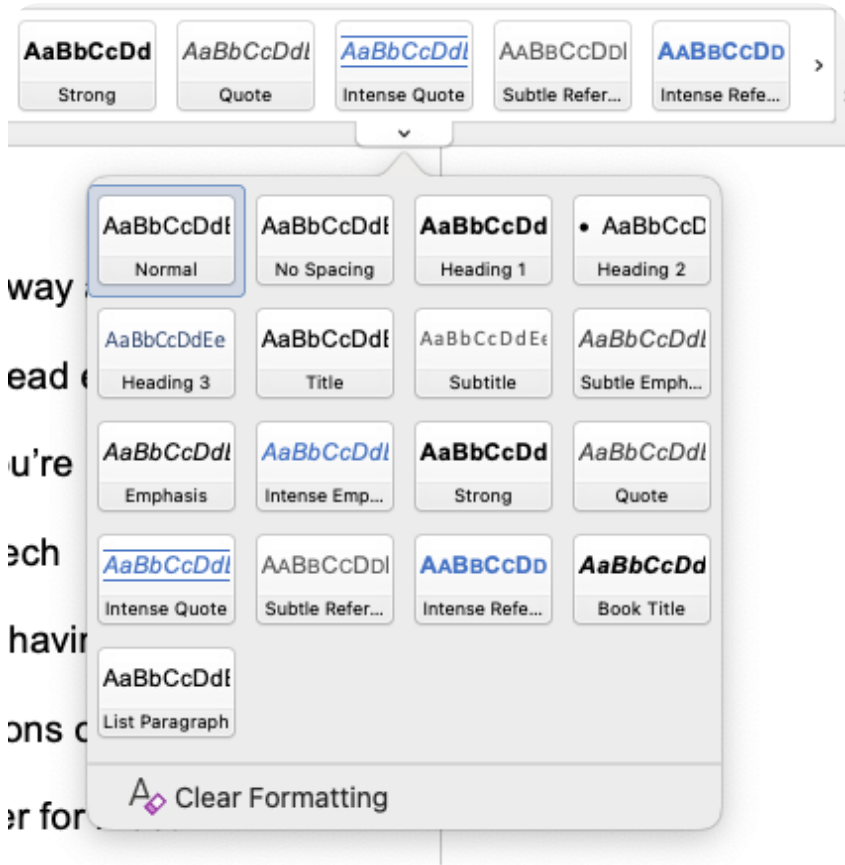 AaBbCcDd AaBbCcDdE AaBbCcDdE AABBCCDDI AABBCCDD
Strong Quote Intense Quote Subtle Refer... Intense Refe...
AaBbCcDdE AaBbCcDdE AaBbCcDd • AaBbCcD
Normal No Spacing Heading 1 Heading 2
way
AaBbCcDdEe AaBbCcDdE AaBbCcDdEe AaBbCcDdE
ead
Heading 3 Title Subtitle Subtle Emph...
AaBbCcDdE AaBbCcDdE AaBbCcDd AaBbCcDdE
u're
Emphasis Intense Emp... Strong Quote
ech
AaBbCcDdE AABBCCDDI AABBCCDD AaBbCcDd
Intense Quote Subtle Refer... Intense Refe... Book Title
havin
AaBbCcDdE
List Paragraph
ons
Clear Formatting
er for